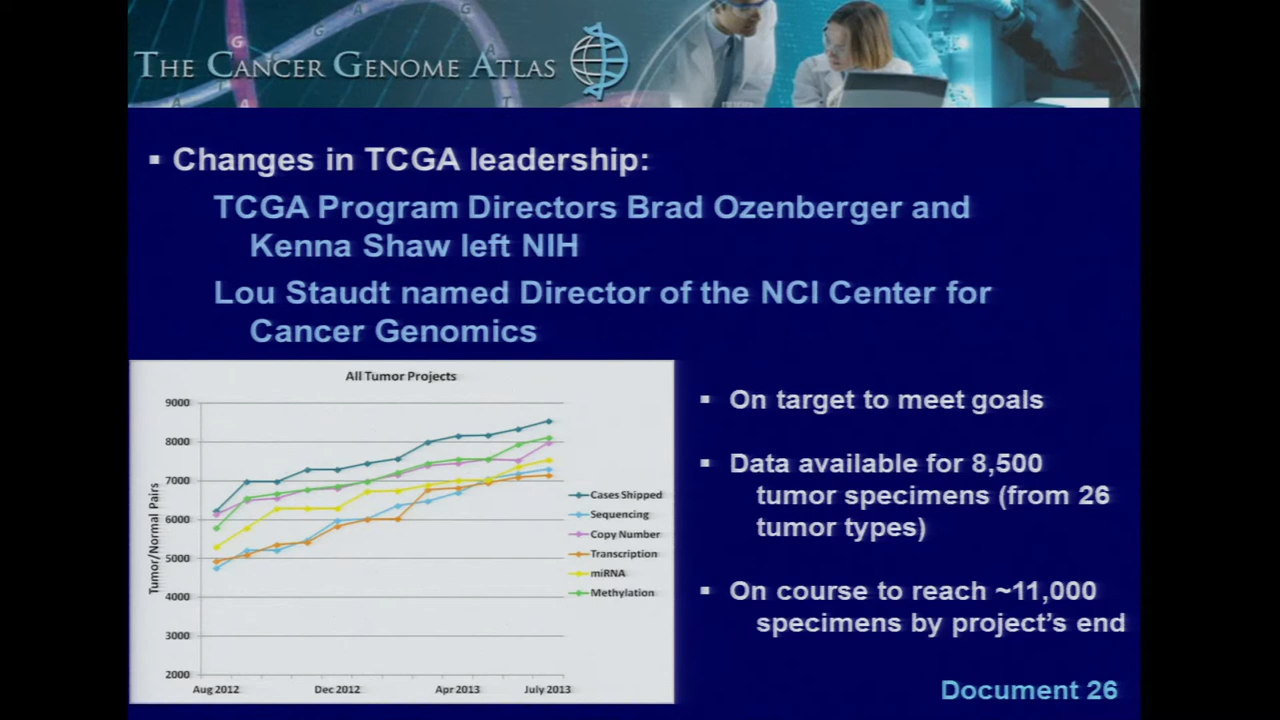 THE CANCER GENOME ATLAS
▪ Changes in TCGA leadership:
TCGA Program Directors Brad Ozenberger and
Kenna Shaw left NIH
Lou Staudt named Director of the NCI Center for
Cancer Genomics
All Tumor Projects
9000
8000
7000
6000
5000
4000
3000
2000
Tumor/Normal Pairs
Aug 2012 Dec 2012 Apr 2013 July 2013
Cases Shipped
Sequencing
Copy Number
Transcription
miRNA
Methylation
▪ On target to meet goals
▪ Data available for 8,500
tumor specimens (from 26
tumor types)
▪ On course to reach ~11,000
specimens by project's end
Document 26